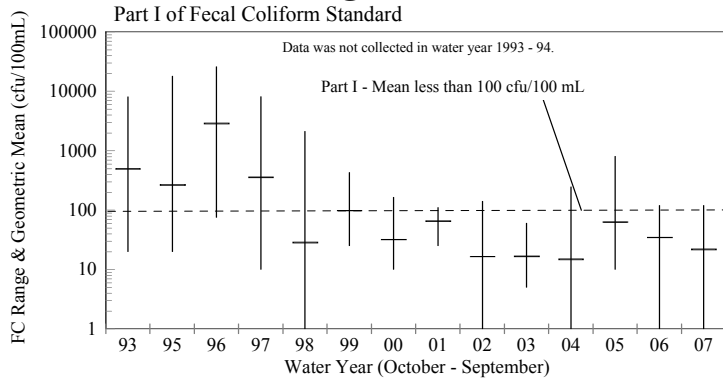 Part I of Fecal Coliform Standard
Data was not collected in water year 1993 - 94.
Part I - Mean less than 100 cfu/100 mL
FC Range & Geometric Mean (cfu/100mL)
100000
10000
1000
100
10
1
93 95 96 97 98 99 00 01 02 03 04 05 06 07
Water Year (October - September)